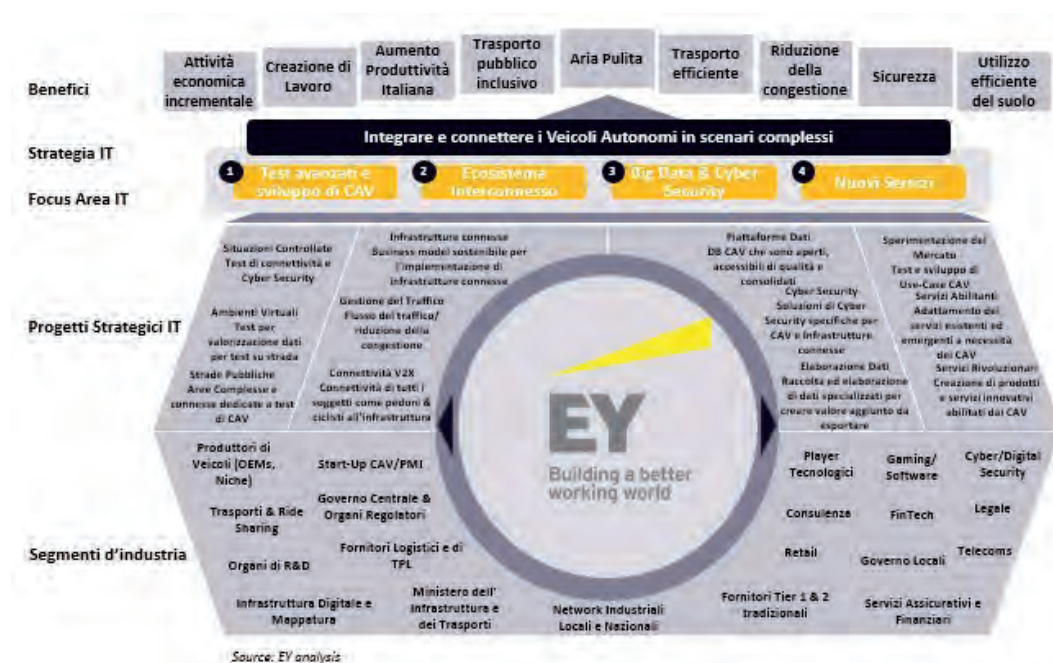 Benefici
Attività
economica
incrementale
Creazione di
Lavoro
Aumento
Produttività
Italiana
Trasporto
pubblico
inclusivo
Aria Pulita
Trasporto
efficiente
Riduzione
della
congestione
Sicurezza
Utilizzo
efficiente
del suolo
Strategia IT
Integrare e connettere i Veicoli Autonomi in scenari complessi
Focus Area IT
1
Test avanzati e
sviluppo di CAV
2
Ecosistema
Interconnesso
3
Big Data & Cyber
Security
4
Nuovi Servizi
Progetti Strategici IT
Situazioni Controllate
Test di connettività e
Cyber Security
Ambienti Virtuali
Test per
valorizzazione dati
per test su strada
Strade Pubbliche
Aree Complesse e
connesse dedicate a test
di CAV
Infrastrutture connesse
Business model sostenibile per
l'implementazione di
infrastrutture connesse
Gestione del Traffico
Flusso del traffico/
riduzione della
congestione
Connettività V2X
Connettività di tutti i
soggetti come pedoni &
ciclisti all'infrastruttura
Piattaforme Dati
DB CAV che sono aperti,
accessibili di qualità e
consolidati
Cyber Security
Soluzioni di Cyber
Security specifiche per
CAV e Infrastrutture
connesse
Elaborazione Dati
Raccolta ed elaborazione
di dati specializzati per
creare valore aggiunto da
esportare
Sperimentazione del
Mercato
Test e sviluppo di
Use-Case CAV
Servizi Abilitanti
Adattamento dei
servizi esistenti ed
emergenti a necessità
dei CAV
Servizi Rivoluzionari
Creazione di prodotti
e servizi innovativi
abilitati dai CAV
EY
Building a better
working world
Segmenti d'industria
Produttori di
Veicoli (OEMs,
Niche)
Start-Up CAV/PMI
Trasporti & Ride
Sharing
Governo Centrale &
Organi Regolatori
Organi di R&D
Fornitori Logistici e di
TPL
Infrastruttura Digitale e
Mappatura
Ministero dell'
Infrastruttura e
dei Trasporti
Network Industriali
Locali e Nazionali
Player
Tecnologici
Gaming/
Software
Cyber/Digital
Security
Consulenza
FinTech
Legale
Retail
Governo Locali
Telecoms
Fornitori Tier 1 & 2
tradizionali
Servizi Assicurativi e
Finanziari
Source: EY analysis